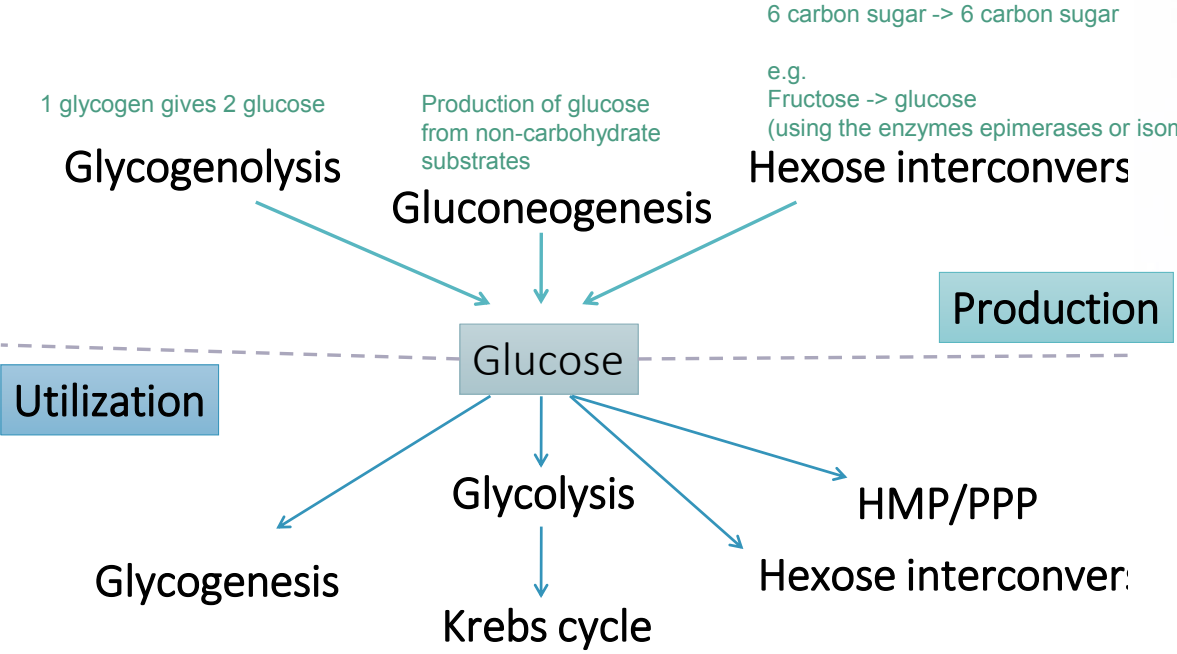 6 carbon sugar -> 6 carbon sugar
e.g.
Fructose -> glucose
(using the enzymes epimerases or ison
1 glycogen gives 2 glucose
Production of glucose
from non-carbohydrate
substrates
Glycogenolysis
Gluconeogenesis
Hexose interconvers
Production
Glucose
Utilization
Glycolysis
HMP/PPP
Glycogenesis
Hexose interconvers
Krebs cycle